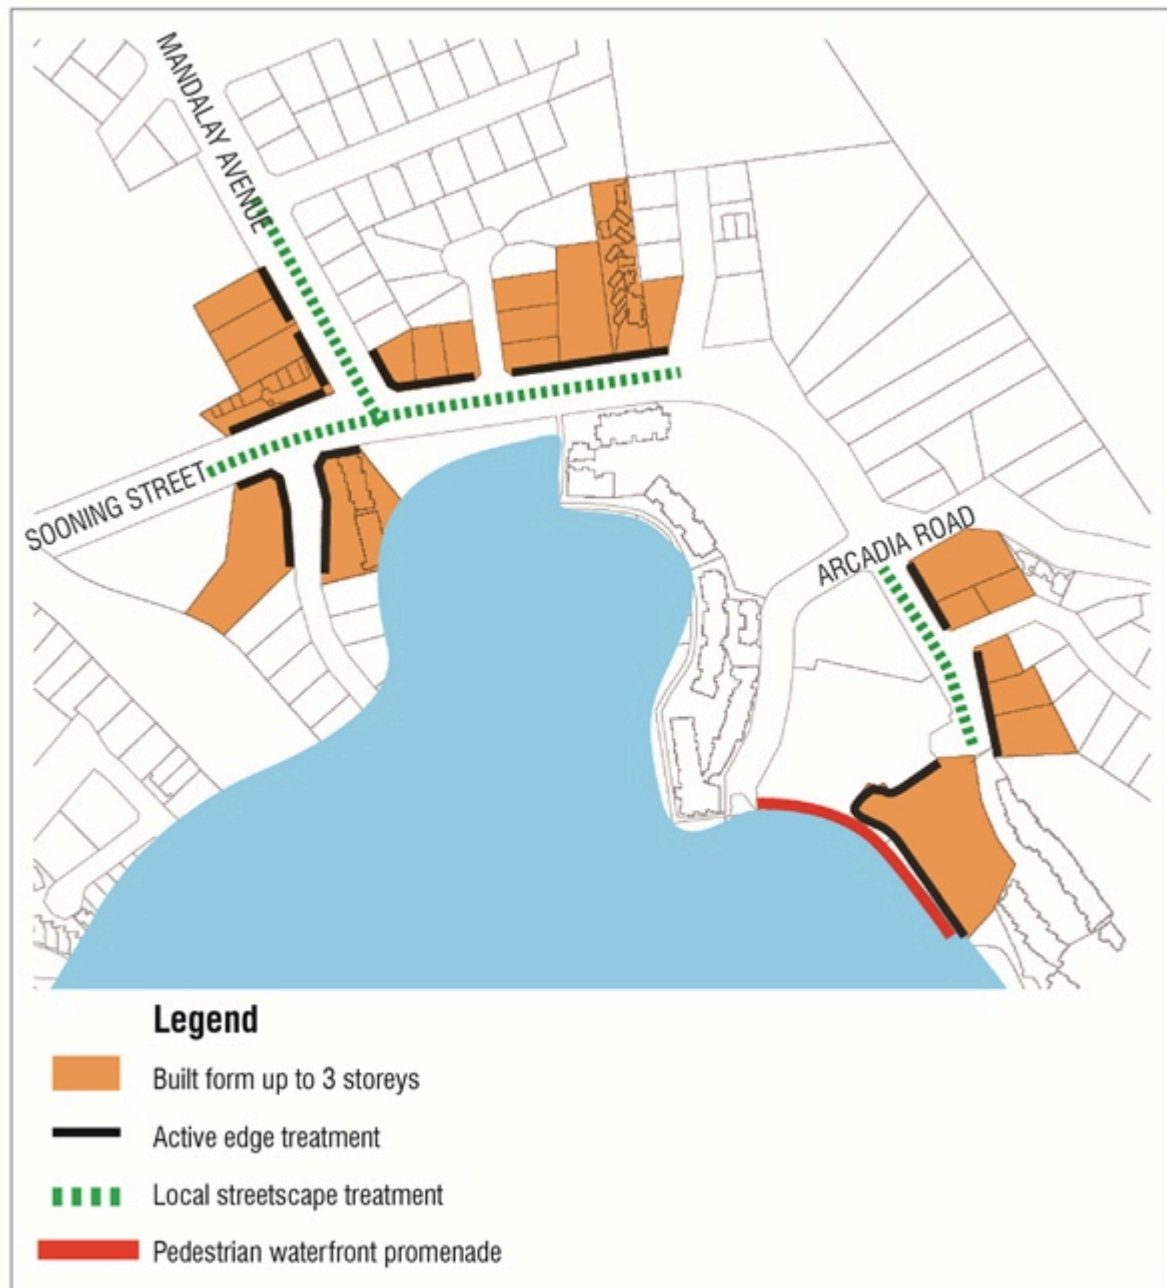 MANDALAY AVENUE
SOONING STREET
ARCADIA ROAD
Legend
Built form up to 3 storeys
Active edge treatment
Local streetscape treatment
Pedestrian waterfront promenade